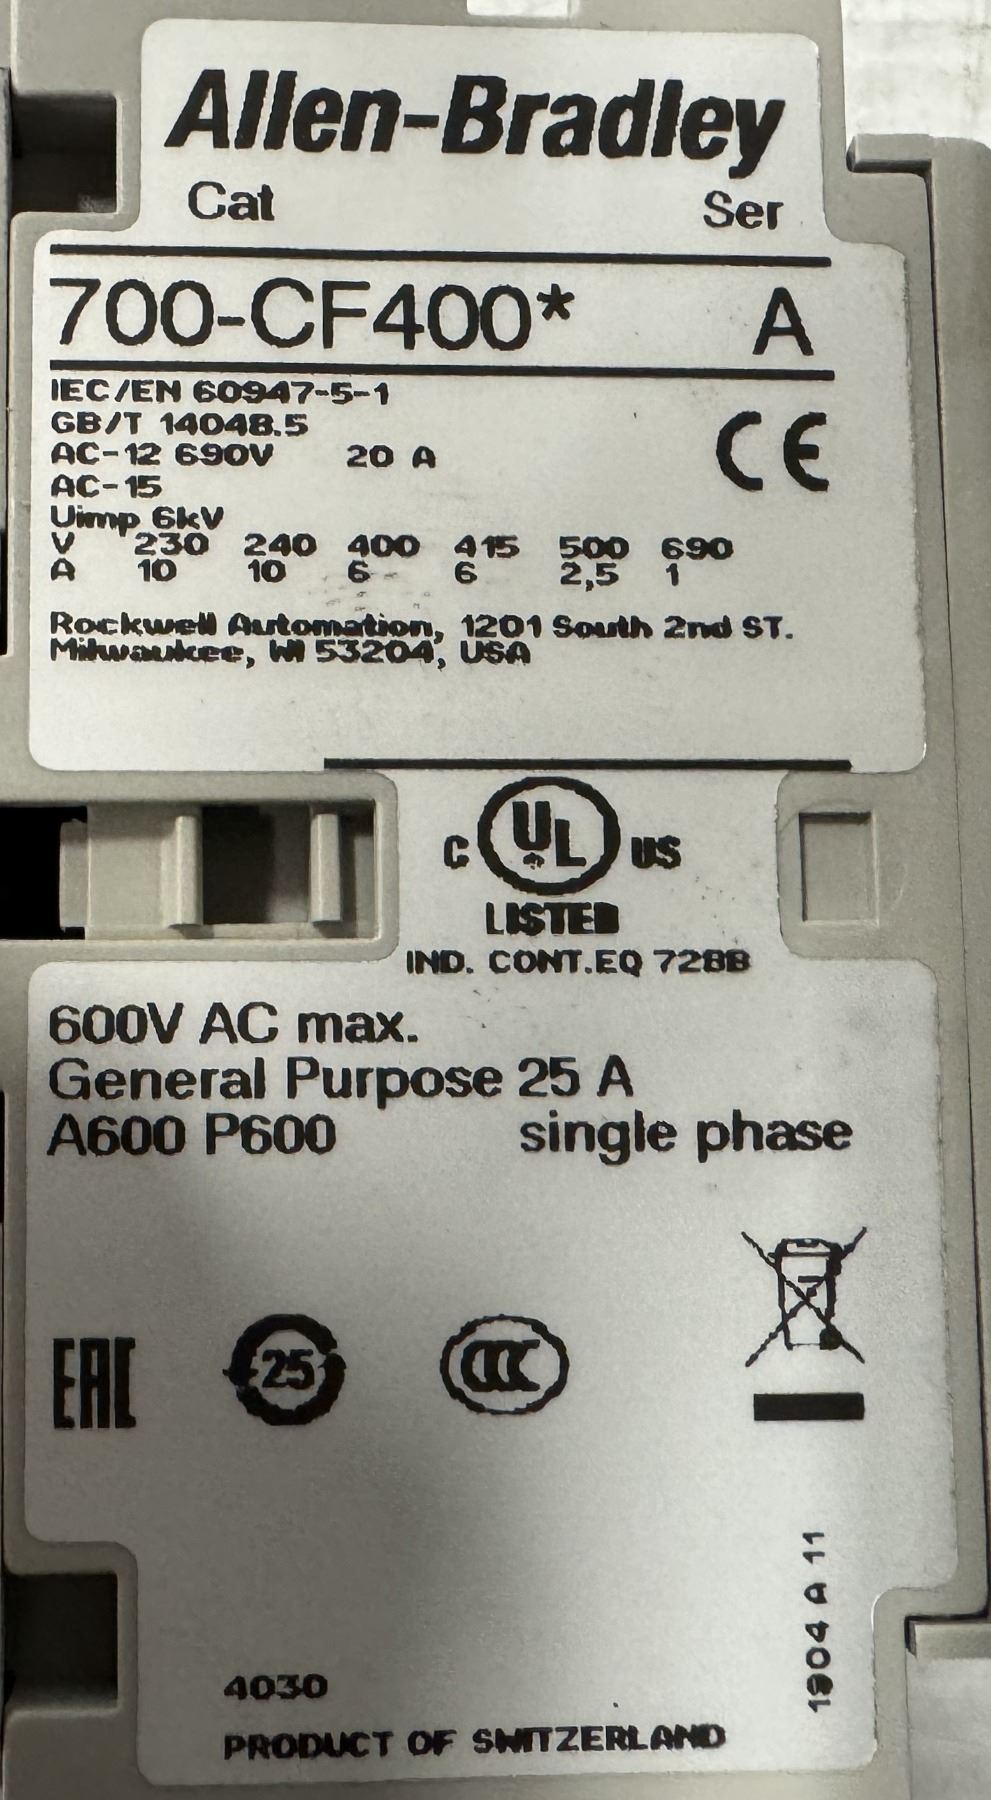 Allen-Bradley
Cat Ser
700-CF400* A
IEC/EN 60947-5-1
GB/T 14048.5
AC-12 690V 20 A
AC-15
Uimp 6kV
V 230 240 400 415 500 690
A 10 10 6 6 2,5 1
CE
Rockwell Automation, 1201 South 2nd ST.
Milwaukee, WI 53204, USA
C UL US
LISTED
IND. CONT.EQ 728B
600V AC max.
General Purpose 25 A
A600 P600 single phase
EAC 25 CCC
1904 A 11
4030
PRODUCT OF SWITZERLAND